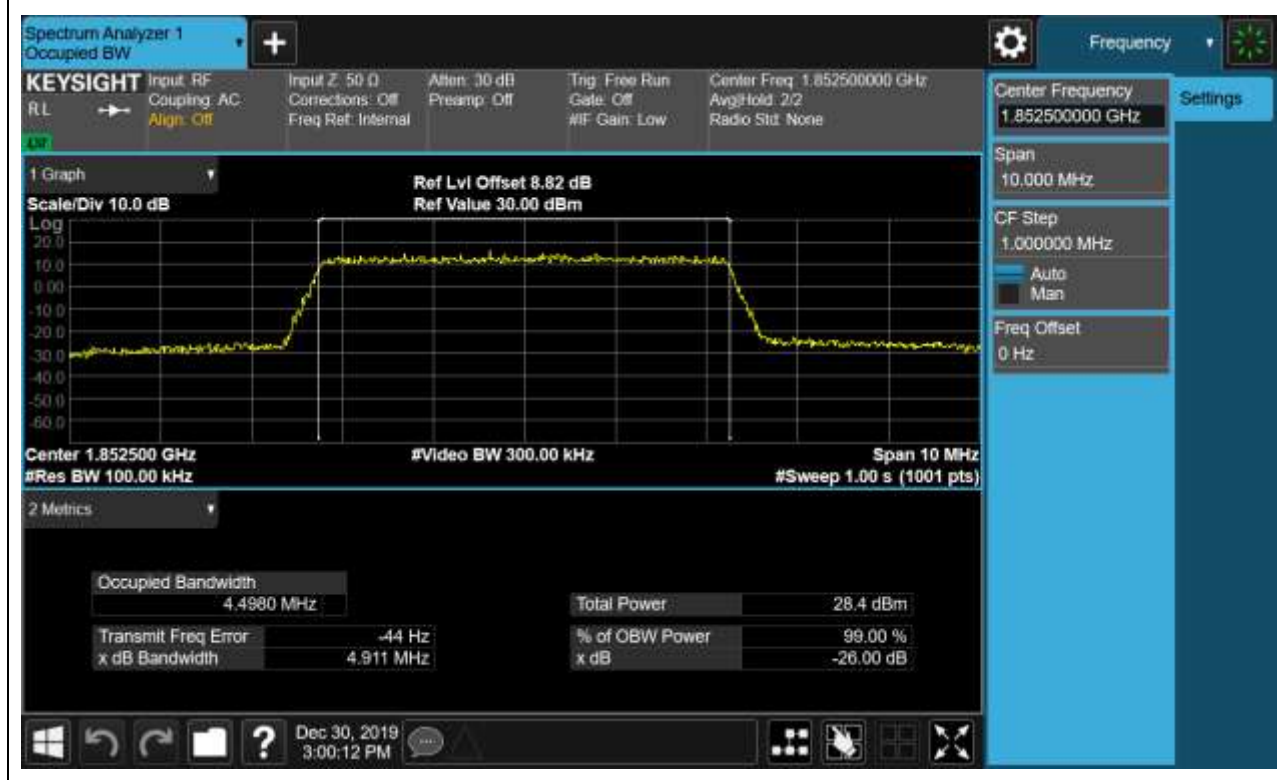 Spectrum Analyzer 1
Occupied BW
+
Frequency
KEYSIGHT
Input: RF
Input Z: 50 Ω
Atten: 30 dB
Trig: Free Run
Center Freq: 1.852500000 GHz
RL
Coupling: AC
Corrections: Off
Preamp: Off
Gate: Off
Avg|Hold: 2/2
Align: Off
Freq Ref: Internal
#IF Gain: Low
Radio Std: None
Center Frequency
1.852500000 GHz
Settings
Span
10.000 MHz
CF Step
1.000000 MHz
Auto
Man
Freq Offset
0 Hz
1 Graph
Ref Lvl Offset 8.82 dB
Scale/Div 10.0 dB
Ref Value 30.00 dBm
Log
20.0
10.0
0.00
-10.0
-20.0
-30.0
-40.0
-50.0
-60.0
Center 1.852500 GHz
#Video BW 300.00 kHz
Span 10 MHz
#Res BW 100.00 kHz
#Sweep 1.00 s (1001 pts)
2 Metrics
Occupied Bandwidth
4.4980 MHz
Total Power 28.4 dBm
Transmit Freq Error -44 Hz
% of OBW Power 99.00 %
x dB Bandwidth 4.911 MHz
x dB -26.00 dB
?
Dec 30, 2019
3:00:12 PM